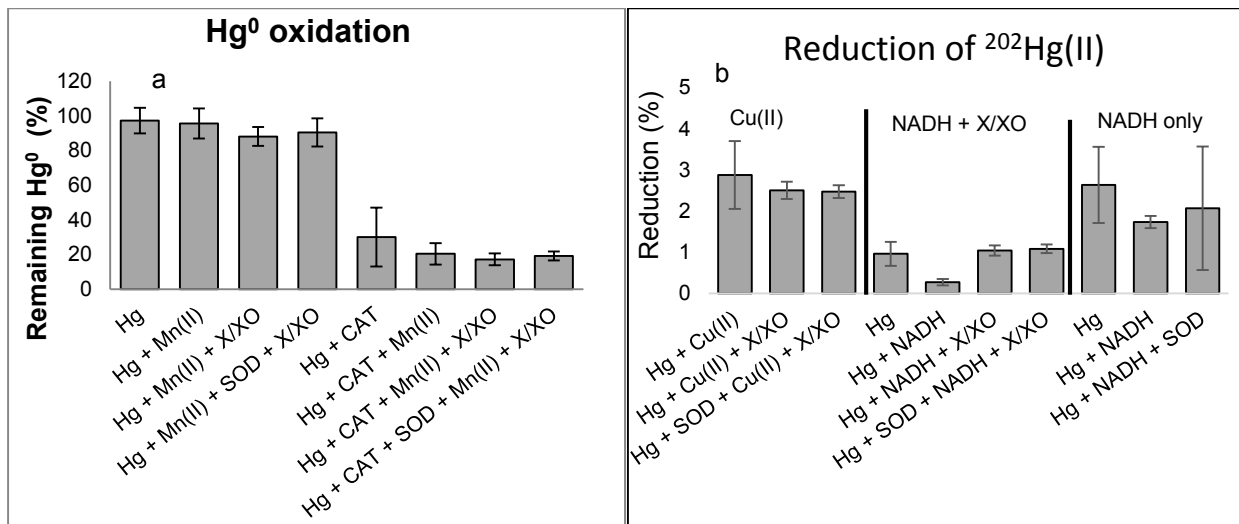 Hg⁰ oxidation
a
Remaining Hg⁰ (%)
120
100
80
60
40
20
0
Hg
Hg + Mn(II)
Hg + Mn(II) + X/XO
Hg + Mn(II) + SOD + X/XO
Hg + CAT
Hg + CAT + Mn(II)
Hg + CAT + Mn(II) + X/XO
Hg + CAT + SOD + Mn(II) + X/XO
Reduction of ²⁰²Hg(II)
b
Reduction (%)
5
4
3
2
1
0
Cu(II)
NADH + X/XO
NADH only
Hg + Cu(II)
Hg + Cu(II) + X/XO
Hg + SOD + Cu(II) + X/XO
Hg
Hg + NADH
Hg + NADH + X/XO
Hg + SOD + NADH + X/XO
Hg
Hg + NADH
Hg + NADH + SOD